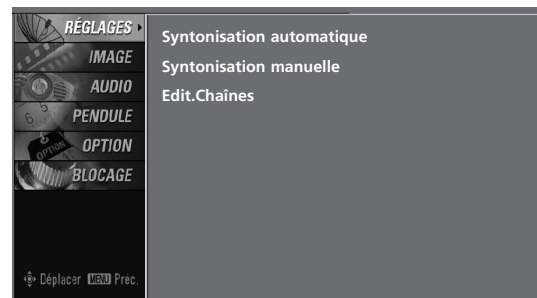 RÉGLAGES
IMAGE
AUDIO
PENDULE
OPTION
BLOCAGE
Déplacer MENU Préc.
Syntonisation automatique
Syntonisation manuelle
Edit.Chaînes